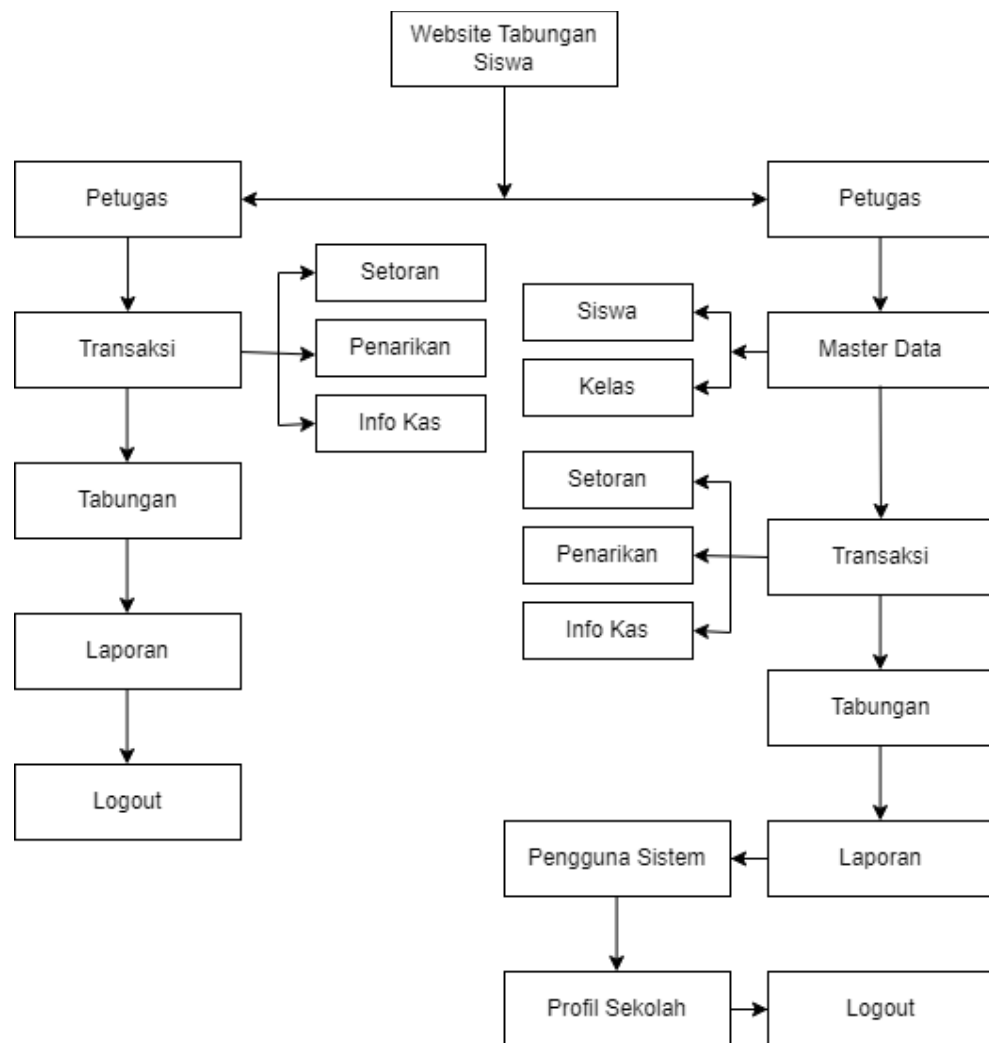 Website Tabungan
Siswa
Petugas
Petugas
Transaksi
Setoran
Penarikan
Info Kas
Siswa
Kelas
Master Data
Tabungan
Setoran
Penarikan
Info Kas
Transaksi
Laporan
Tabungan
Logout
Pengguna Sistem
Laporan
Profil Sekolah
Logout